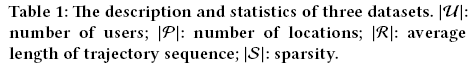 Table 1: The description and statistics of three datasets. |𝒰|:
number of users; |𝒫|: number of locations; |ℛ|: average
length of trajectory sequence; |𝒮|: sparsity.